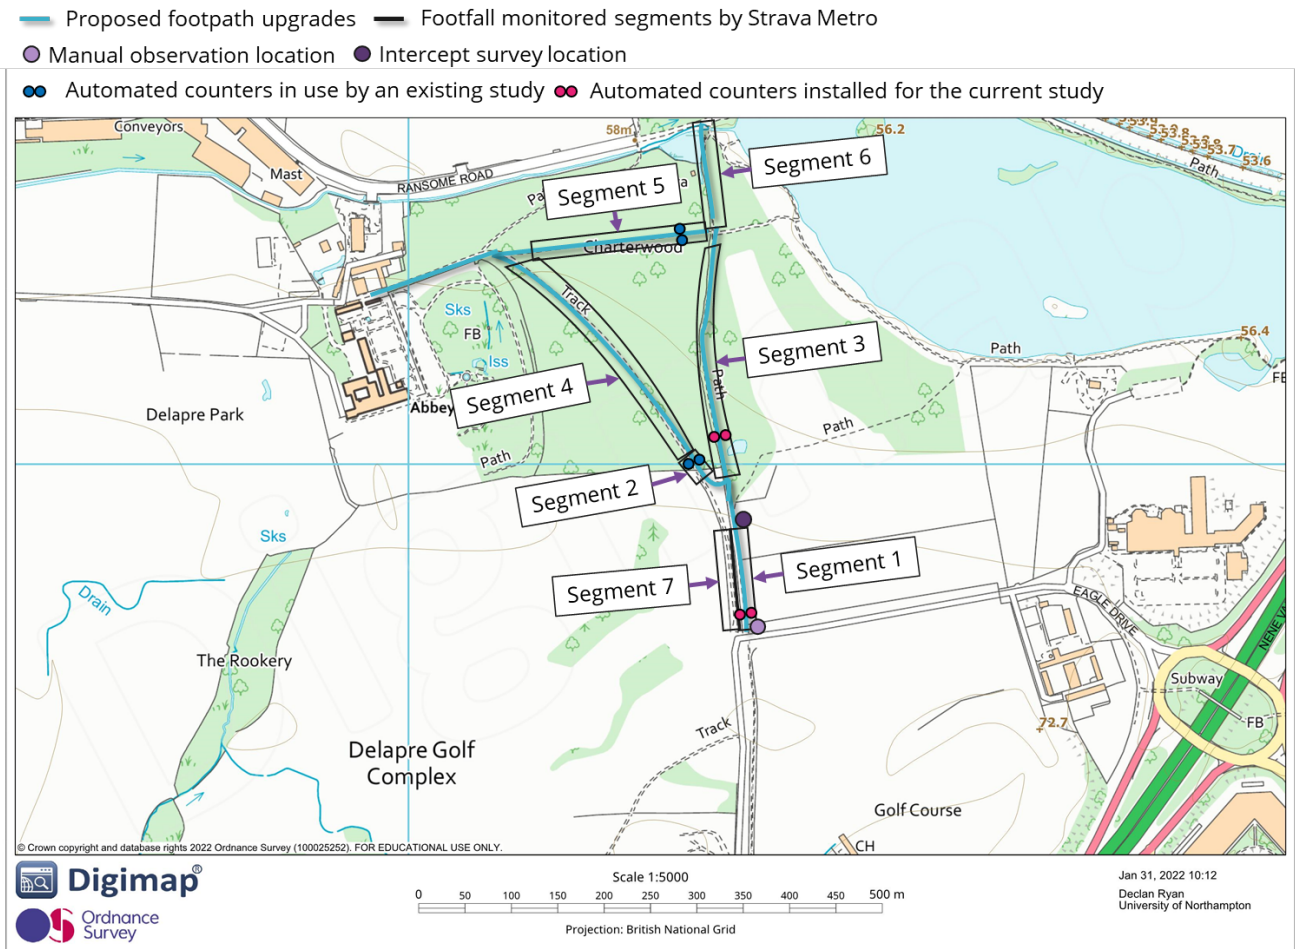 Proposed footpath upgrades
Footfall monitored segments by Strava Metro
Manual observation location
Intercept survey location
Automated counters in use by an existing study
Automated counters installed for the current study
Conveyors
58m
56.2
Drain
Path
53.6
Mast
RANSOME ROAD
Segment 6
Segment 5
Charterwood
Track
Sks
FB
Iss
Segment 3
56.4
Path
Segment 4
Path
Delapre Park
Abbey
Path
Path
Segment 2
Sks
Segment 1
Segment 7
Drain
EAGLE DRIVE
NENE VA
The Rookery
Subway
FB
72.7
Track
Delapre Golf
Complex
Golf Course
CH
© Crown copyright and database rights 2022 Ordnance Survey (100025252). FOR EDUCATIONAL USE ONLY.
Digimap®
Ordnance
Survey
Scale 1:5000
0 50 100 150 200 250 300 350 400 450 500 m
Projection: British National Grid
Jan 31, 2022 10:12
Declan Ryan
University of Northampton